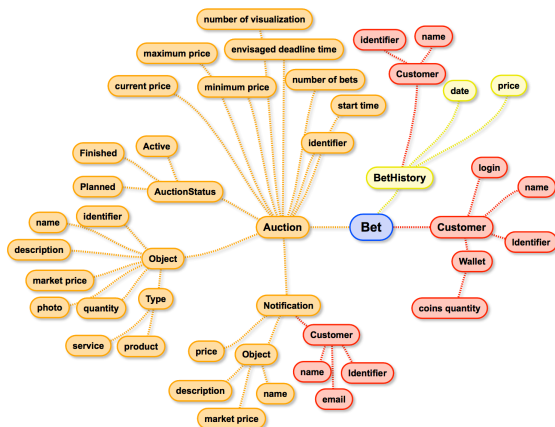 number of visualization
name
identifier
maximum price
envisaged deadline time
Customer
current price
minimum price
number of bets
date
price
start time
Finished
Active
identifier
BetHistory
login
Planned
AuctionStatus
name
name
identifier
Auction
Bet
Customer
description
Object
Identifier
Wallet
market price
photo
quantity
Type
Notification
coins quantity
service
product
price
Customer
Object
name
Identifier
description
name
email
market price